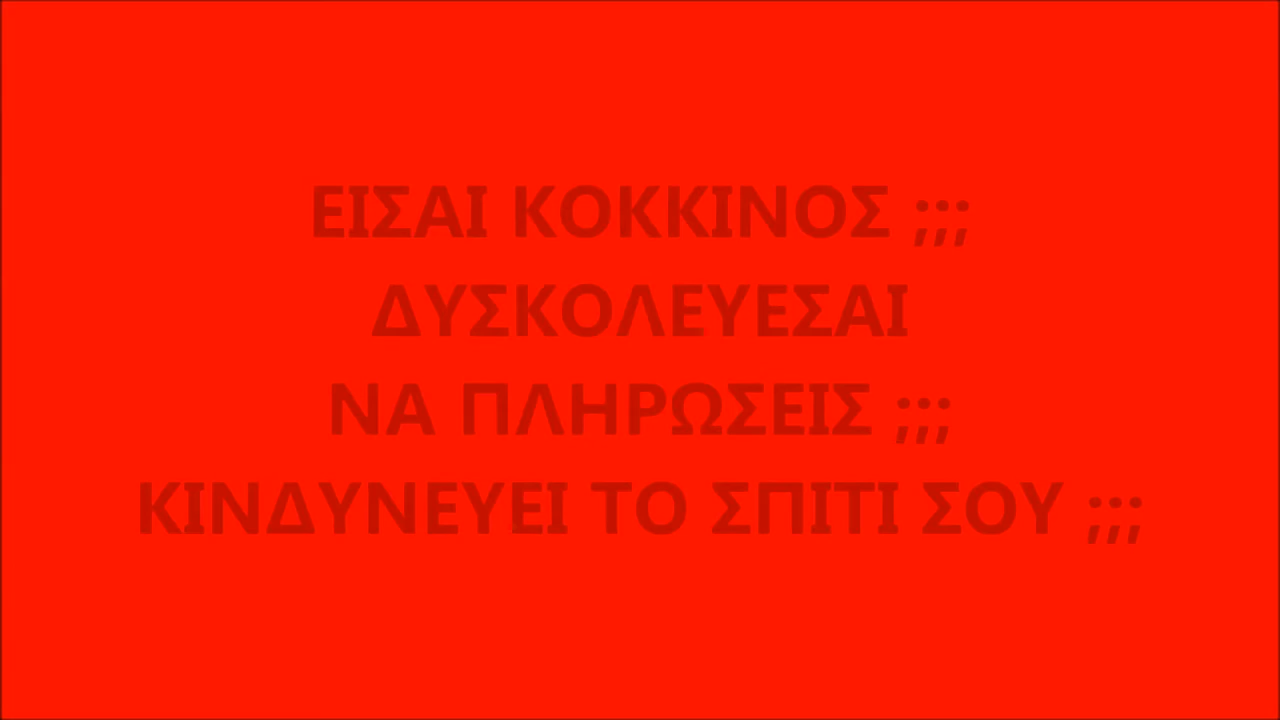 ΕΙΣΑΙ ΚΟΚΚΙΝΟΣ ;;;
ΔΥΣΚΟΛΕΥΕΣΑΙ
ΝΑ ΠΛΗΡΩΣΕΙΣ ;;;
ΚΙΝΔΥΝΕΥΕΙ ΤΟ ΣΠΙΤΙ ΣΟΥ ;;;